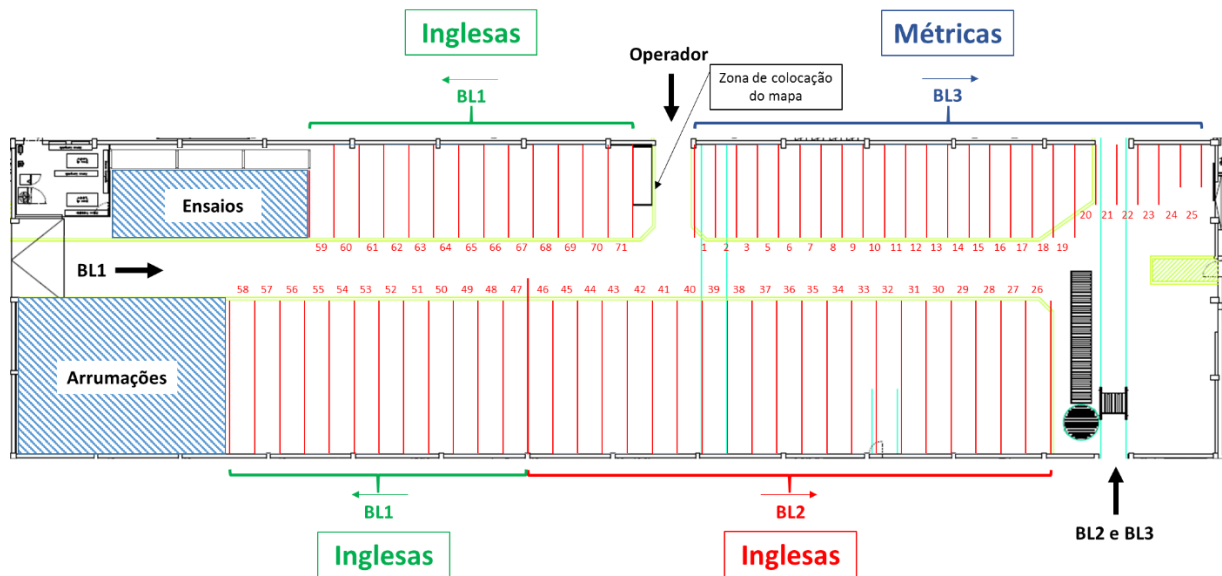 Inglesas
Métricas
Operador
Zona de colocação
do mapa
BL1
BL3
Ensaios
20 21 22 23 24 25
59 60 61 62 63 64 65 66 67 68 69 70 71 1 2 3 5 6 7 8 9 10 11 12 13 14 15 16 17 18 19
BL1
58 57 56 55 54 53 52 51 50 49 48 47 46 45 44 43 42 41 40 39 38 37 36 35 34 33 32 31 30 29 28 27 26
Arrumações
BL1
BL2
BL2 e BL3
Inglesas
Inglesas